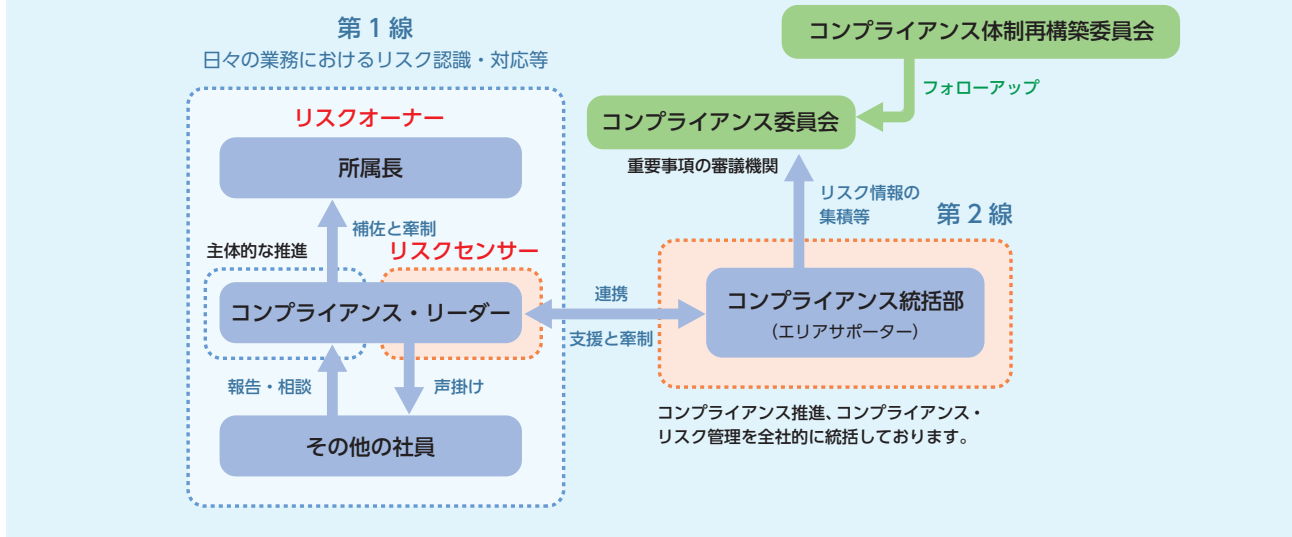 第1線
日々の業務におけるリスク認識・対応等
リスクオーナー
所属長
補佐と牽制
主体的な推進
リスクセンサー
コンプライアンス・リーダー
報告・相談
声掛け
その他の社員
連携
支援と牽制
コンプライアンス体制再構築委員会
フォローアップ
コンプライアンス委員会
重要事項の審議機関
リスク情報の
集積等
第2線
コンプライアンス統括部
(エリアサポーター)
コンプライアンス推進、コンプライアンス・
リスク管理を全社的に統括しております。